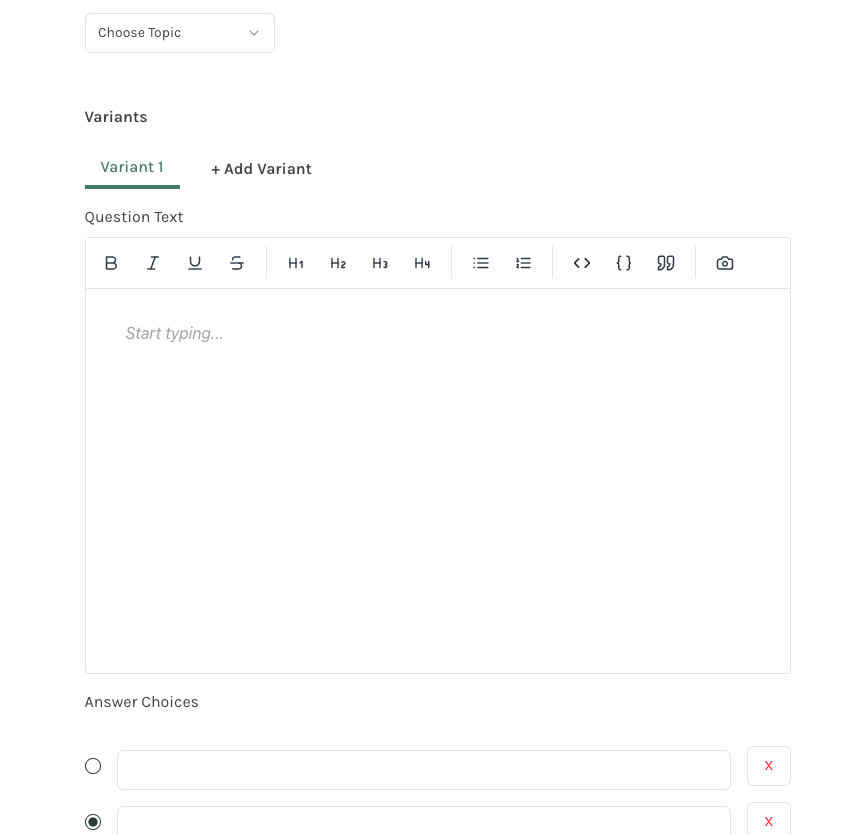 Choose Topic
Variants
Variant 1
+ Add Variant
Question Text
B I U S H1 H2 H3 H4 <> {}
Start typing...
Answer Choices
X
X